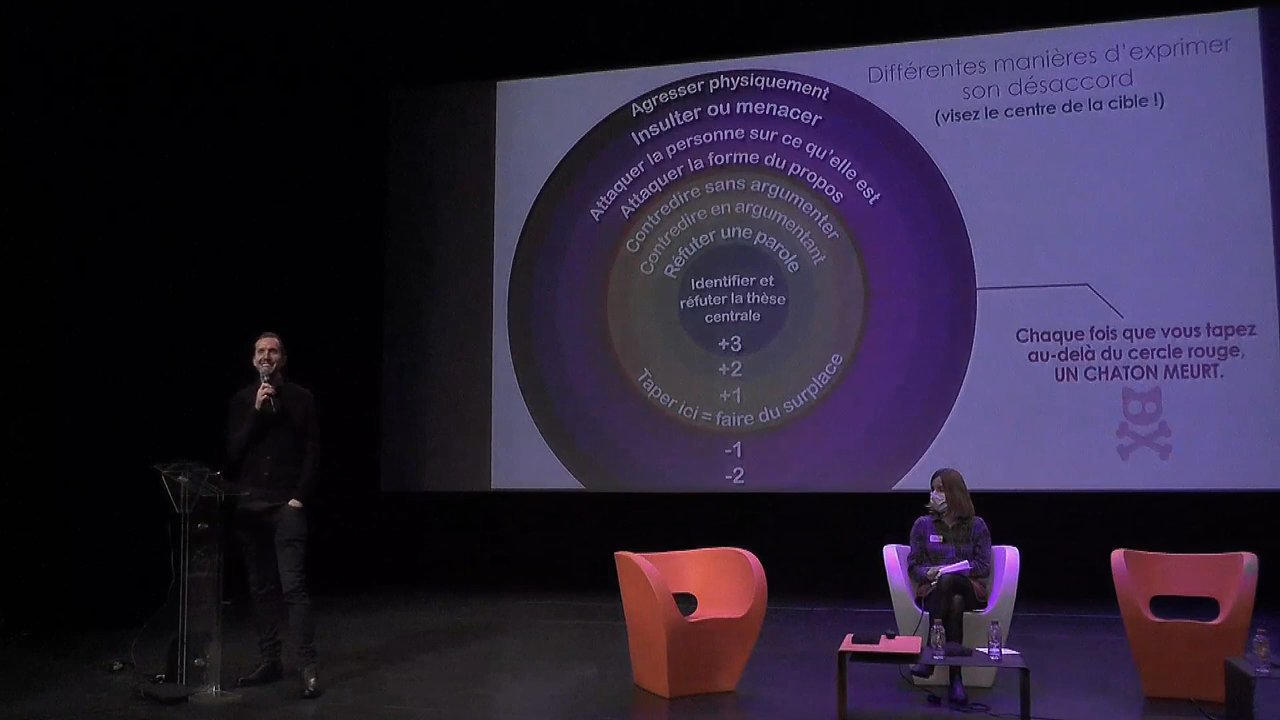 Différentes manières d'exprimer
son désaccord
(visez le centre de la cible !)
Agresser physiquement
Insulter ou menacer
Attaquer la personne sur ce qu'elle est
Attaquer la forme du propos
Contredire sans argumenter
Contredire en argumentant
Réfuter une parole
Identifier et
réfuter la thèse
centrale
+3
+2
+1
Taper ici = faire du surplace
-1
-2
Chaque fois que vous tapez
au-delà du cercle rouge,
UN CHATON MEURT.